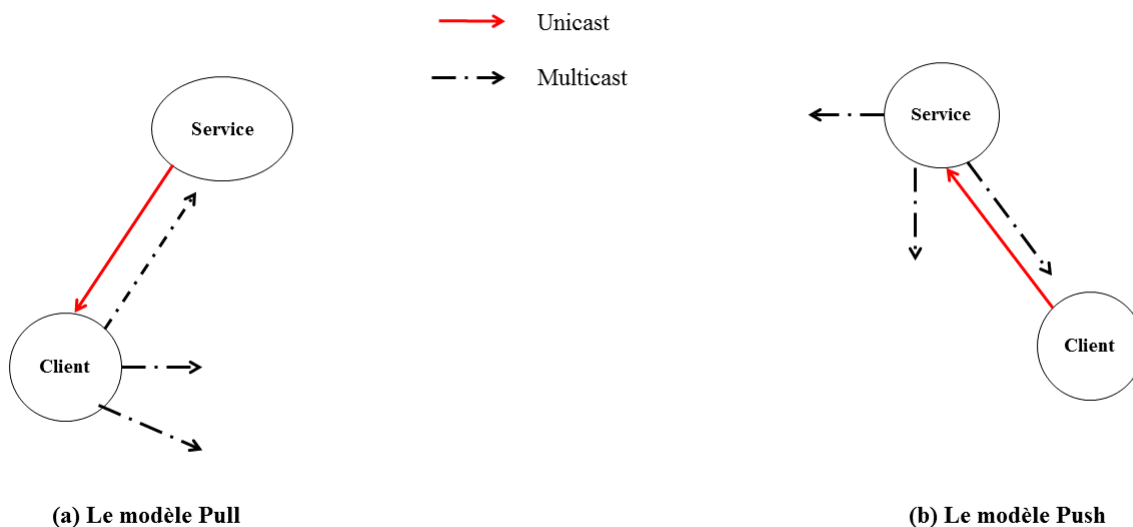 Unicast
Multicast
Service
Service
Client
Client
(a) Le modèle Pull
(b) Le modèle Push